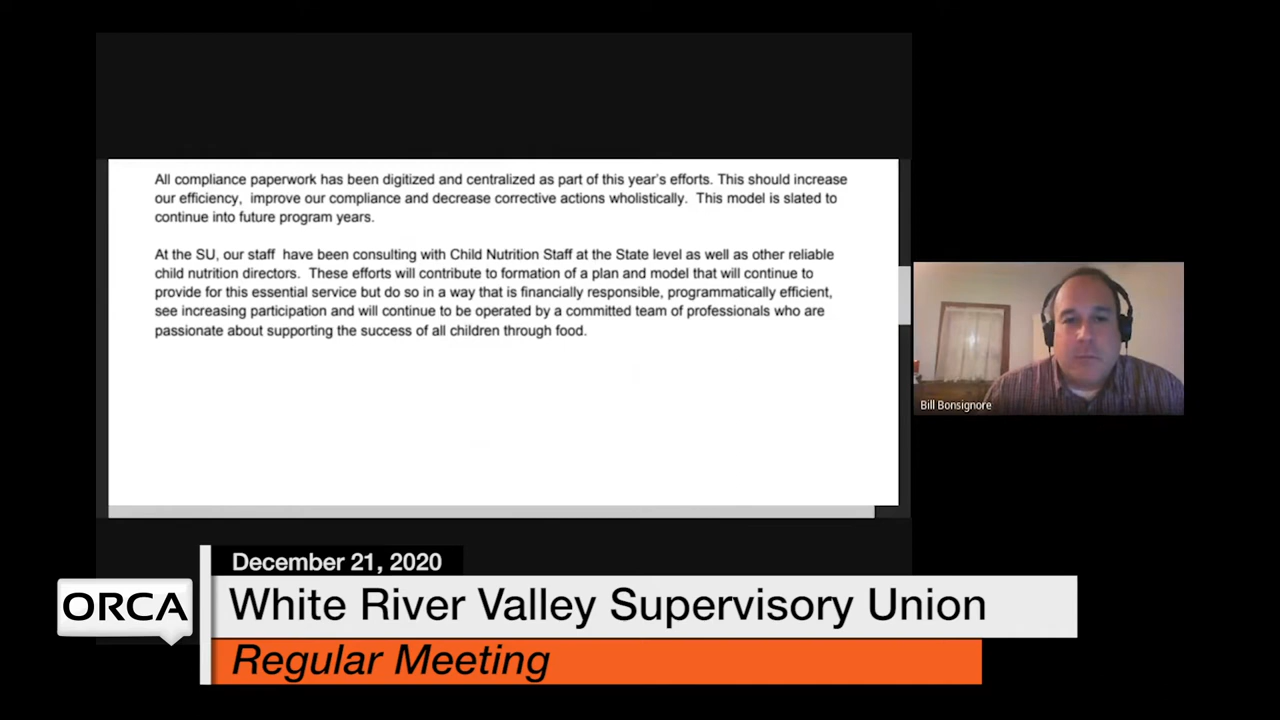 All compliance paperwork has been digitized and centralized as part of this year's efforts. This should increase
our efficiency, improve our compliance and decrease corrective actions wholistically. This model is slated to
continue into future program years.
At the SU, our staff have been consulting with Child Nutrition Staff at the State level as well as other reliable
child nutrition directors. These efforts will contribute to formation of a plan and model that will continue to
provide for this essential service but do so in a way that is financially responsible, programmatically efficient,
see increasing participation and will continue to be operated by a committed team of professionals who are
passionate about supporting the success of all children through food.
Bill Bonsignore
December 21, 2020
ORCA
White River Valley Supervisory Union
Regular Meeting